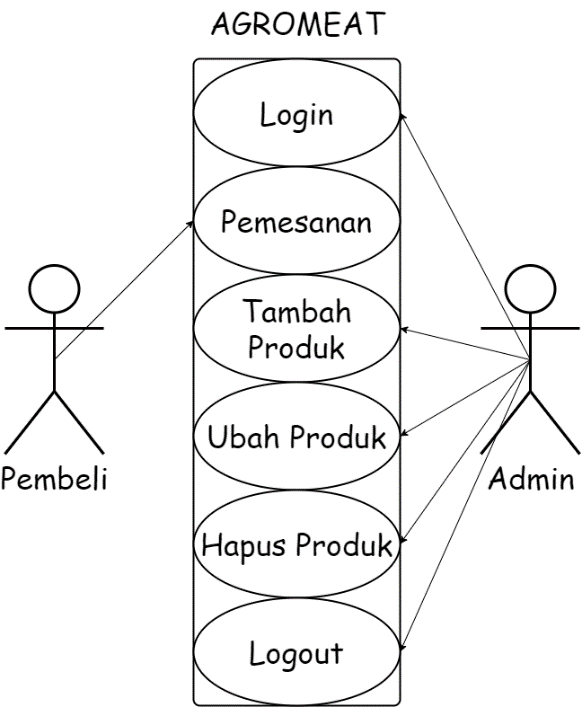 AGROMEAT
Login
Pemesanan
Tambah
Produk
Ubah Produk
Hapus Produk
Logout
Pembeli
Admin